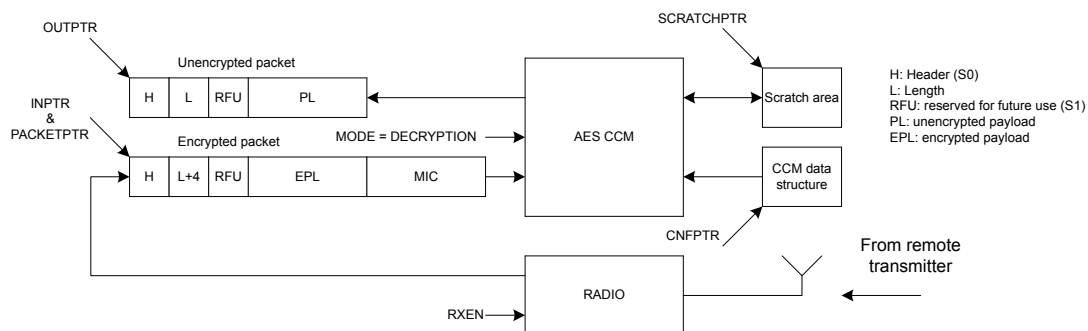 SCRATCHPTR
OUTPTR
Unencrypted packet
H L RFU PL
INPTR
&
PACKETPTR
Encrypted packet
H L+4 RFU EPL MIC
MODE = DECRYPTION
AES CCM
Scratch area
CCM data
structure
CNFPTR
H: Header (S0)
L: Length
RFU: reserved for future use (S1)
PL: unencrypted payload
EPL: encrypted payload
From remote
transmitter
RADIO
RXEN